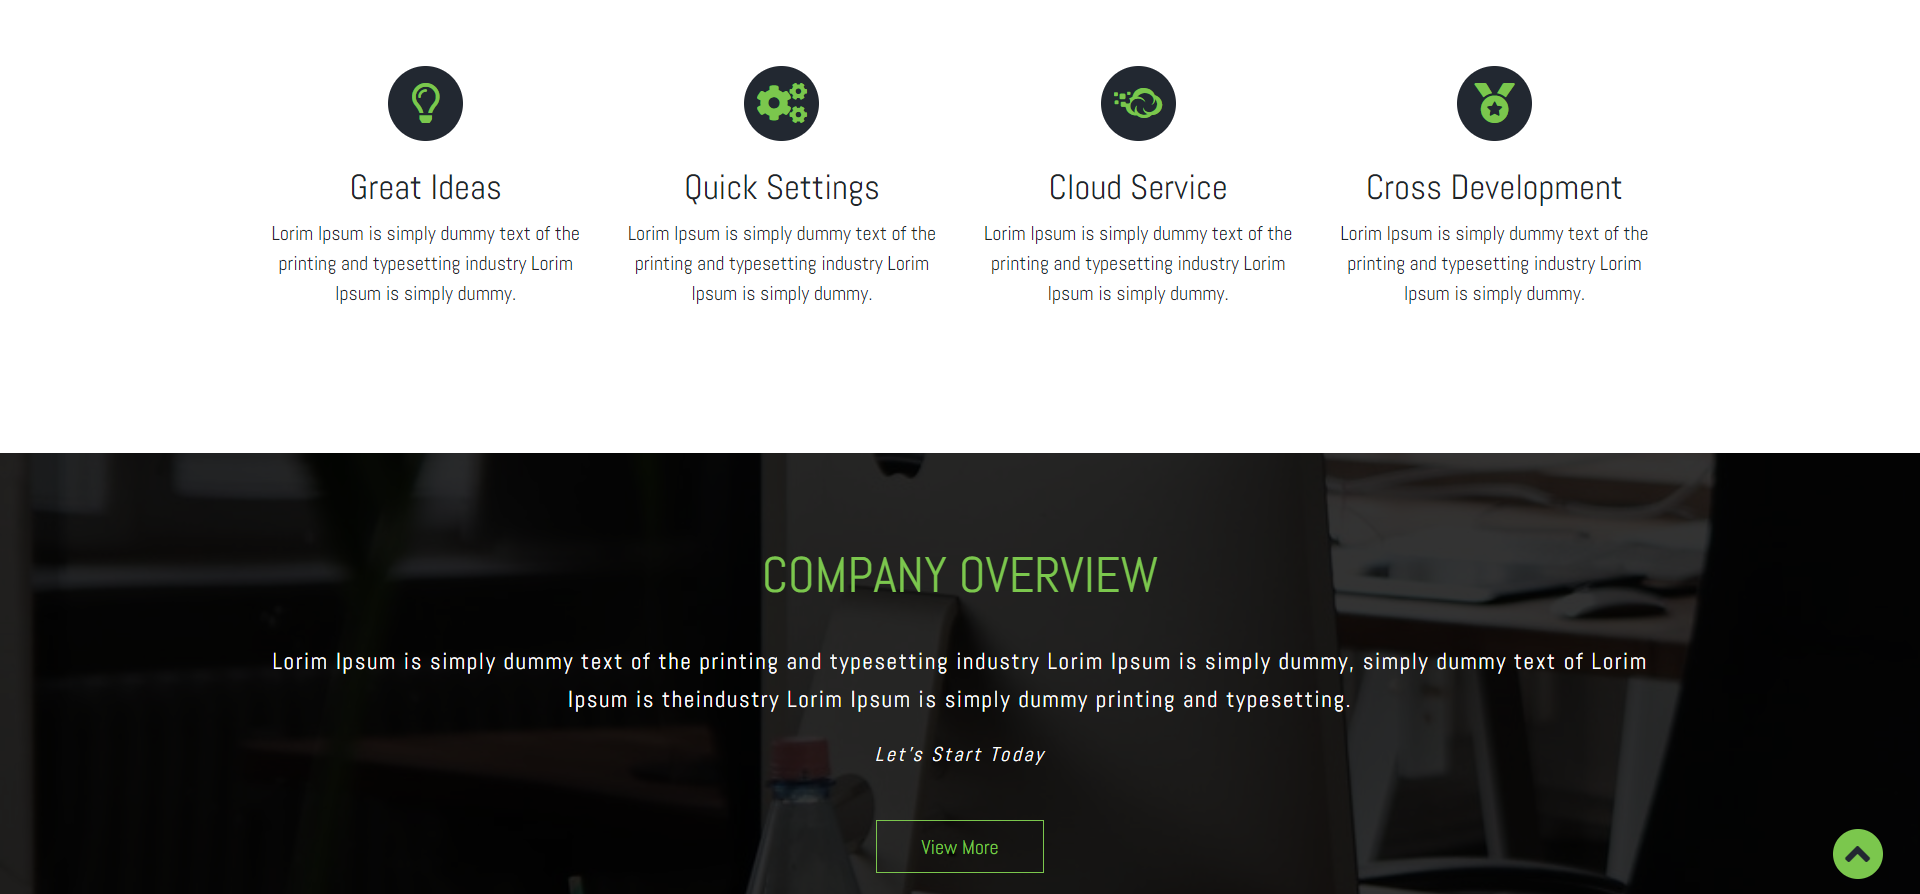 Great Ideas
Lorim Ipsum is simply dummy text of the
printing and typesetting industry Lorim
Ipsum is simply dummy.
Quick Settings
Lorim Ipsum is simply dummy text of the
printing and typesetting industry Lorim
Ipsum is simply dummy.
Cloud Service
Lorim Ipsum is simply dummy text of the
printing and typesetting industry Lorim
Ipsum is simply dummy.
Cross Development
Lorim Ipsum is simply dummy text of the
printing and typesetting industry Lorim
Ipsum is simply dummy.
COMPANY OVERVIEW
Lorim Ipsum is simply dummy text of the printing and typesetting industry Lorim Ipsum is simply dummy, simply dummy text of Lorim
Ipsum is theindustry Lorim Ipsum is simply dummy printing and typesetting.
Let's Start Today
View More